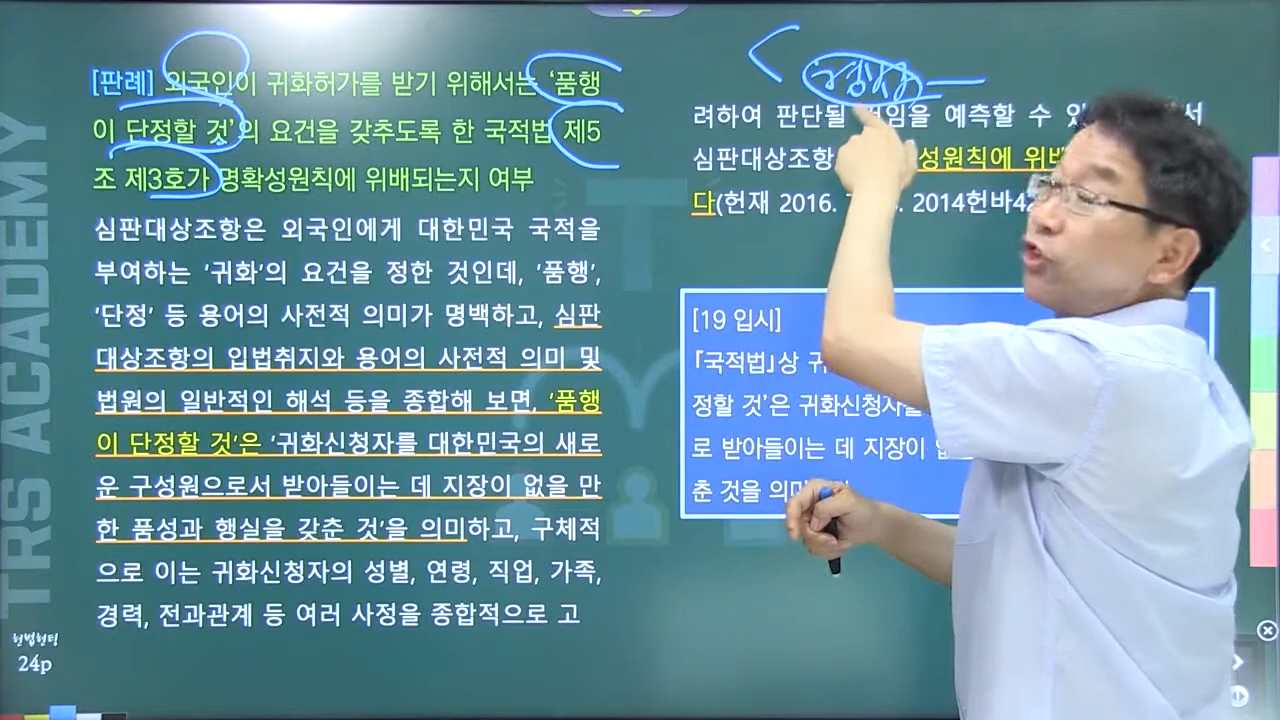 TRS ACADEMY
[판례] 외국인이 귀화허가를 받기 위해서는 ‘품행
이 단정할 것’의 요건을 갖추도록 한 국적법 제5
조 제3호가 명확성원칙에 위배되는지 여부
심판대상조항은 외국인에게 대한민국 국적을
부여하는 ‘귀화’의 요건을 정한 것인데, ‘품행’,
‘단정’ 등 용어의 사전적 의미가 명백하고, 심판
대상조항의 입법취지와 용어의 사전적 의미 및
법원의 일반적인 해석 등을 종합해 보면, ‘품행
이 단정할 것’은 ‘귀화신청자를 대한민국의 새로
운 구성원으로서 받아들이는 데 지장이 없을 만
한 품성과 행실을 갖춘 것’을 의미하고, 구체적
으로 이는 귀화신청자의 성별, 연령, 직업, 가족,
경력, 전과관계 등 여러 사정을 종합적으로 고
헌법헌팅
24p
려하여 판단될 것임을 예측할 수 있
심판대상조항 성원칙에 위배
다(헌재 2016. 2014헌바4
[19 입시]
「국적법」상 귀
정할 것’은 귀화신청자를
로 받아들이는 데 지장이
춘 것을 의미